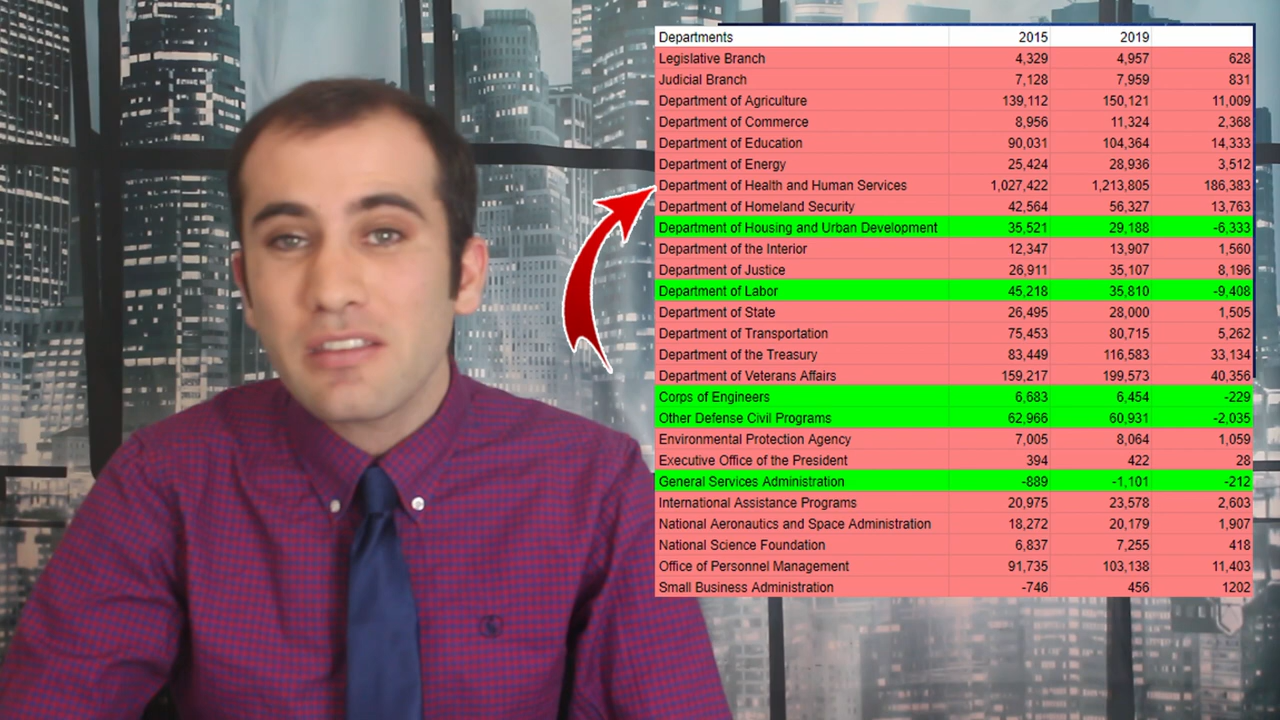 Departments 2015 2019
Legislative Branch 4,329 4,957 628
Judicial Branch 7,128 7,959 831
Department of Agriculture 139,112 150,121 11,009
Department of Commerce 8,956 11,324 2,368
Department of Education 90,031 104,364 14,333
Department of Energy 25,424 28,936 3,512
Department of Health and Human Services 1,027,422 1,213,805 186,383
Department of Homeland Security 42,564 56,327 13,763
Department of Housing and Urban Development 35,521 29,188 -6,333
Department of the Interior 12,347 13,907 1,560
Department of Justice 26,911 35,107 8,196
Department of Labor 45,218 35,810 -9,408
Department of State 26,495 28,000 1,505
Department of Transportation 75,453 80,715 5,262
Department of the Treasury 83,449 116,583 33,134
Department of Veterans Affairs 159,217 199,573 40,356
Corps of Engineers 6,683 6,454 -229
Other Defense Civil Programs 62,966 60,931 -2,035
Environmental Protection Agency 7,005 8,064 1,059
Executive Office of the President 394 422 28
General Services Administration -889 -1,101 -212
International Assistance Programs 20,975 23,578 2,603
National Aeronautics and Space Administration 18,272 20,179 1,907
National Science Foundation 6,837 7,255 418
Office of Personnel Management 91,735 103,138 11,403
Small Business Administration -746 456 1202